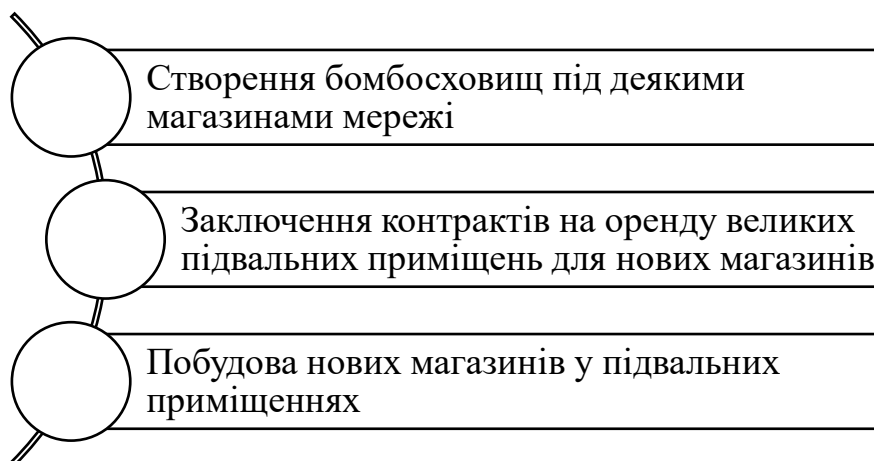 Створення бомбосховищ під деякими
магазинами мережі
Заключення контрактів на оренду великих
підвальних приміщень для нових магазинів
Побудова нових магазинів у підвальних
приміщеннях